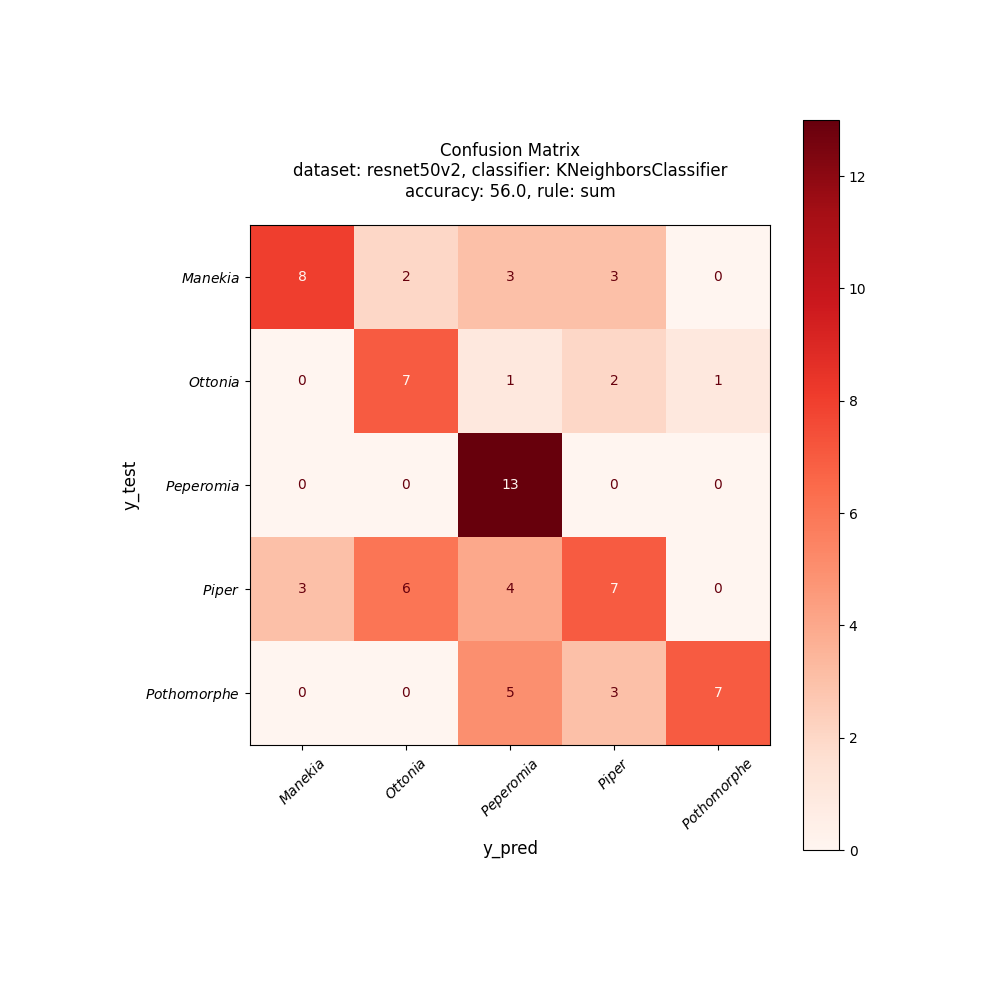 Confusion Matrix
dataset: resnet50v2, classifier: KNeighborsClassifier
accuracy: 56.0, rule: sum
Manekia 8 2 3 3 0
Ottonia 0 7 1 2 1
Peperomia 0 0 13 0 0
Piper 3 6 4 7 0
Pothomorphe 0 0 5 3 7
y_test
Manekia Ottonia Peperomia Piper Pothomorphe
y_pred
12
10
8
6
4
2
0